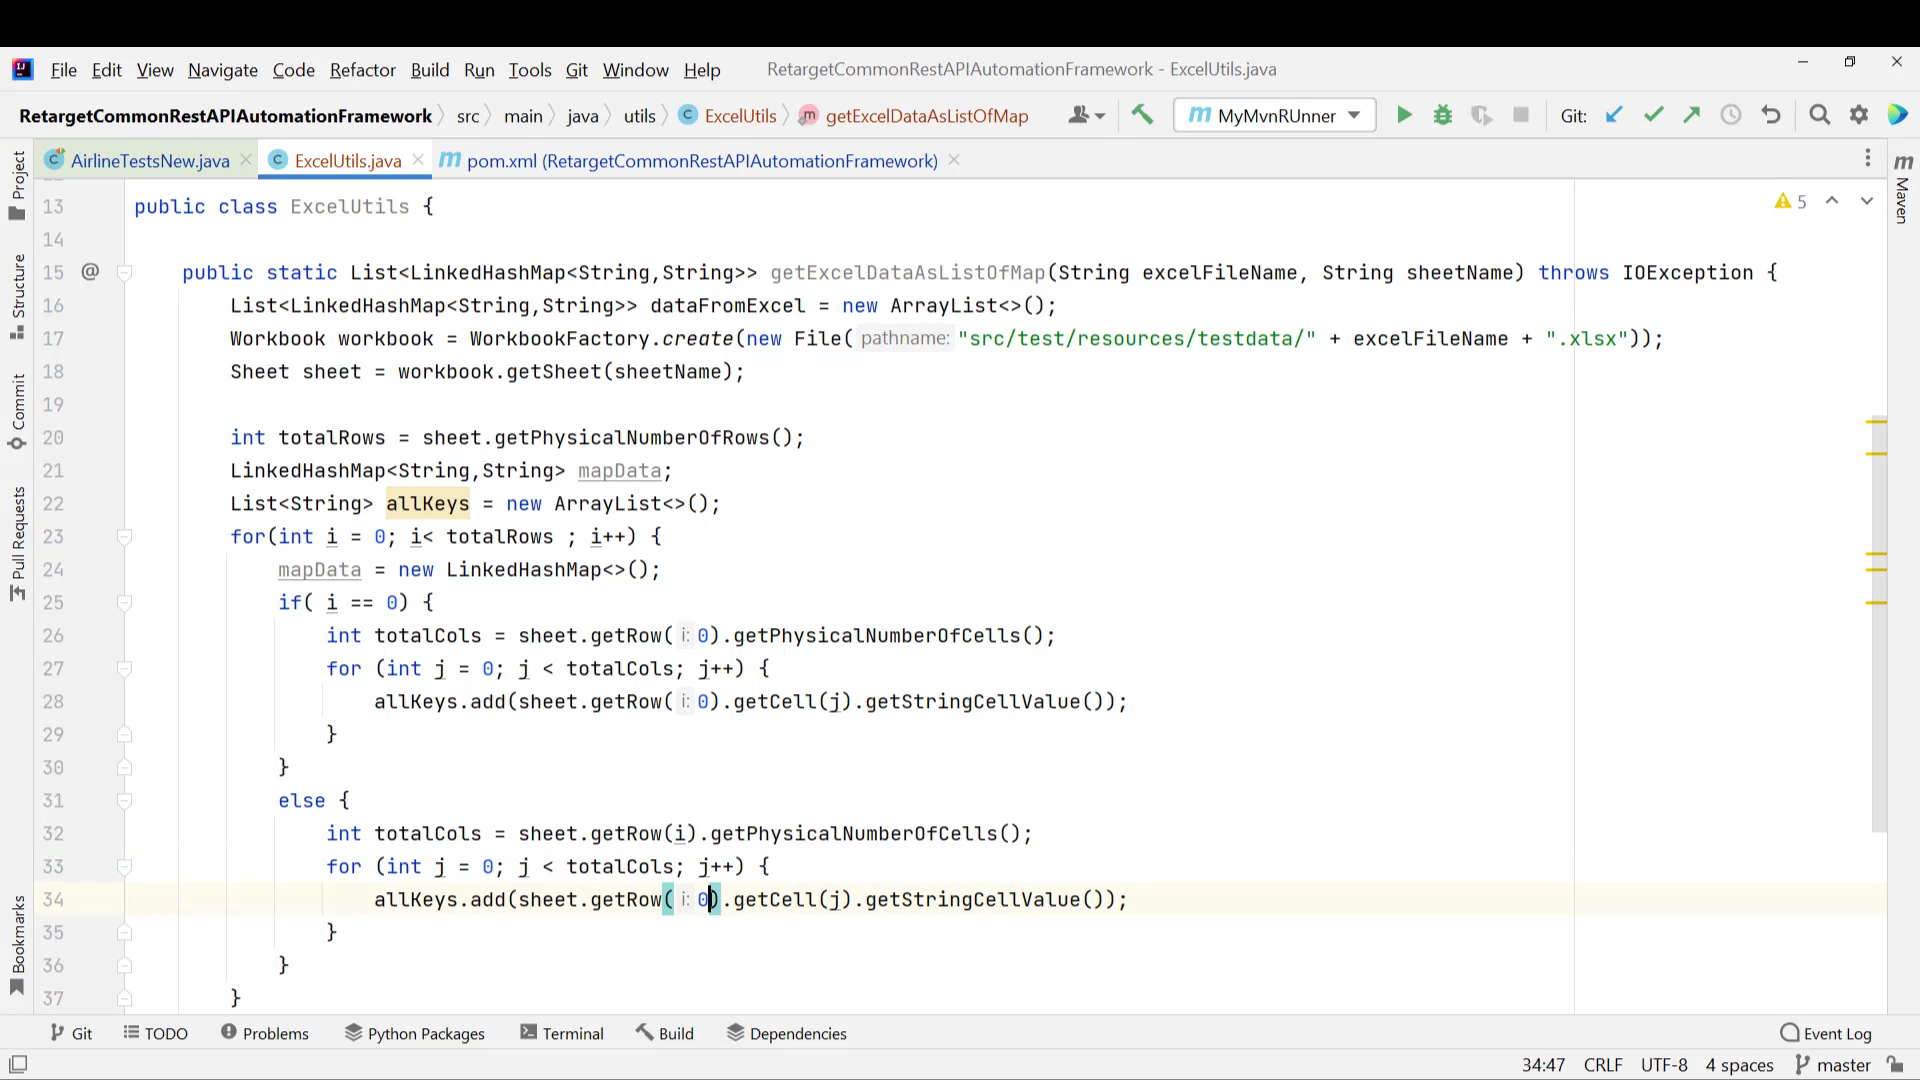 File Edit View Navigate Code Refactor Build Run Tools Git Window Help RetargetCommonRestAPIAutomationFramework - ExcelUtils.java
RetargetCommonRestAPIAutomationFramework src main java utils ExcelUtils getExcelDataAsListOfMap MyMvnRUnner Git:
AirlineTestsNew.java ExcelUtils.java pom.xml (RetargetCommonRestAPIAutomationFramework)
Project
Structure
Commit
Pull Requests
Bookmarks
Maven
5
13 public class ExcelUtils {
14
15 @ public static List<LinkedHashMap<String,String>> getExcelDataAsListOfMap(String excelFileName, String sheetName) throws IOException {
16 List<LinkedHashMap<String,String>> dataFromExcel = new ArrayList<>();
17 Workbook workbook = WorkbookFactory.create(new File( pathname: "src/test/resources/testdata/" + excelFileName + ".xlsx"));
18 Sheet sheet = workbook.getSheet(sheetName);
19
20 int totalRows = sheet.getPhysicalNumberOfRows();
21 LinkedHashMap<String,String> mapData;
22 List<String> allKeys = new ArrayList<>();
23 for(int i = 0; i< totalRows ; i++) {
24 mapData = new LinkedHashMap<>();
25 if( i == 0) {
26 int totalCols = sheet.getRow( i: 0).getPhysicalNumberOfCells();
27 for (int j = 0; j < totalCols; j++) {
28 allKeys.add(sheet.getRow( i: 0).getCell(j).getStringCellValue());
29 }
30 }
31 else {
32 int totalCols = sheet.getRow(i).getPhysicalNumberOfCells();
33 for (int j = 0; j < totalCols; j++) {
34 allKeys.add(sheet.getRow( i: 0).getCell(j).getStringCellValue());
35 }
36 }
37 }
Git TODO Problems Python Packages Terminal Build Dependencies Event Log
34:47 CRLF UTF-8 4 spaces master